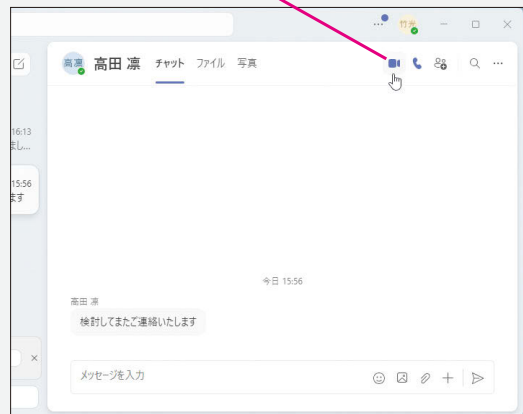 竹光
高凛 高田 凛 チャット ファイル 写真
16:13
まし...
15:56
ます
今日 15:56
高田 凛
検討してまたご連絡いたします
メッセージを入力